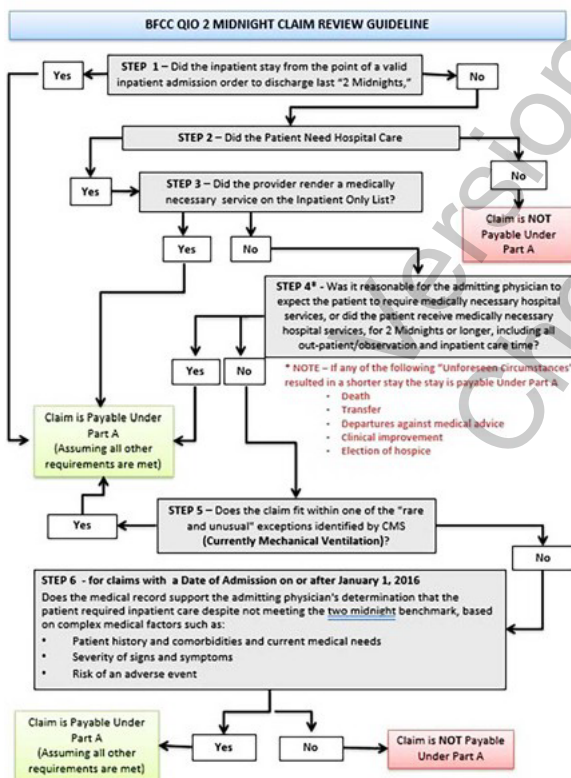 BFCC QIO 2 MIDNIGHT CLAIM REVIEW GUIDELINE
STEP 1 – Did the inpatient stay from the point of a valid
inpatient admission order to discharge last "2 Midnights,"
Yes
No
STEP 2 – Did the Patient Need Hospital Care
Yes
No
Claim is NOT
Payable Under
Part A
STEP 3 – Did the provider render a medically
necessary service on the Inpatient Only List?
Yes
No
STEP 4* - Was it reasonable for the admitting physician to
expect the patient to require medically necessary hospital
services, or did the patient receive medically necessary
hospital services, for 2 Midnights or longer, including all
out-patient/observation and inpatient care time?
Yes
No
* NOTE – If any of the following "Unforeseen Circumstances"
resulted in a shorter stay the stay is payable Under Part A
- Death
- Transfer
- Departures against medical advice
- Clinical improvement
- Election of hospice
Claim is Payable Under
Part A
(Assuming all other
requirements are met)
STEP 5 – Does the claim fit within one of the "rare
and unusual" exceptions identified by CMS
(Currently Mechanical Ventilation)?
Yes
No
STEP 6 - for claims with a Date of Admission on or after January 1, 2016
Does the medical record support the admitting physician's determination that the
patient required inpatient care despite not meeting the two midnight benchmark, based
on complex medical factors such as:
• Patient history and comorbidities and current medical needs
• Severity of signs and symptoms
• Risk of an adverse event
Claim is Payable Under
Part A
(Assuming all other
requirements are met)
Yes
No
Claim is NOT Payable
Under Part A
Version